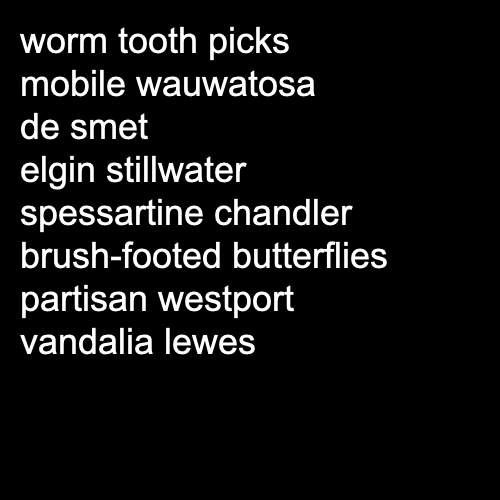 worm tooth picks
mobile wauwatosa
de smet
elgin stillwater
spessartine chandler
brush-footed butterflies
partisan westport
vandalia lewes